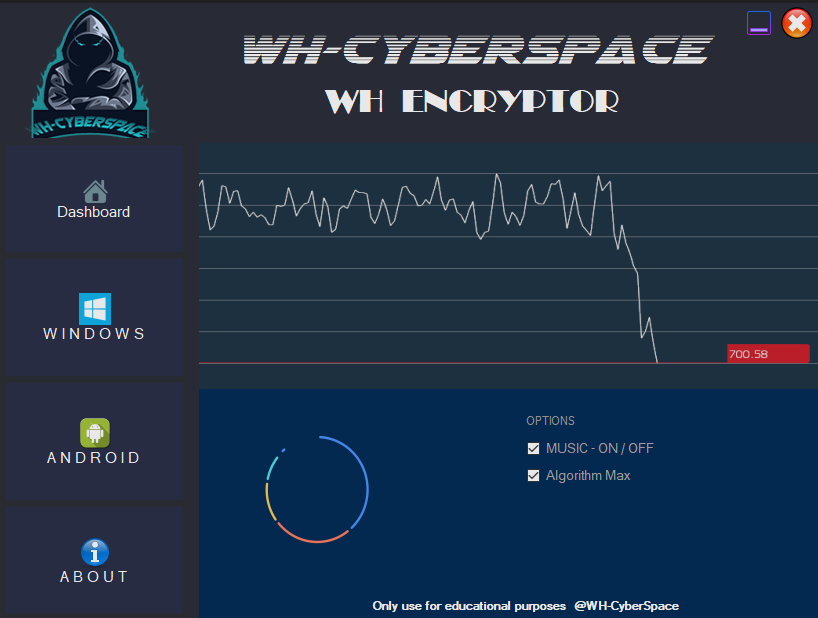 WH-CYBERSPACE
WH ENCRYPTOR
WH-CYBERSPACE
Dashboard
WINDOWS
ANDROID
ABOUT
700.58
OPTIONS
MUSIC - ON / OFF
Algorithm Max
Only use for educational purposes @WH-CyberSpace